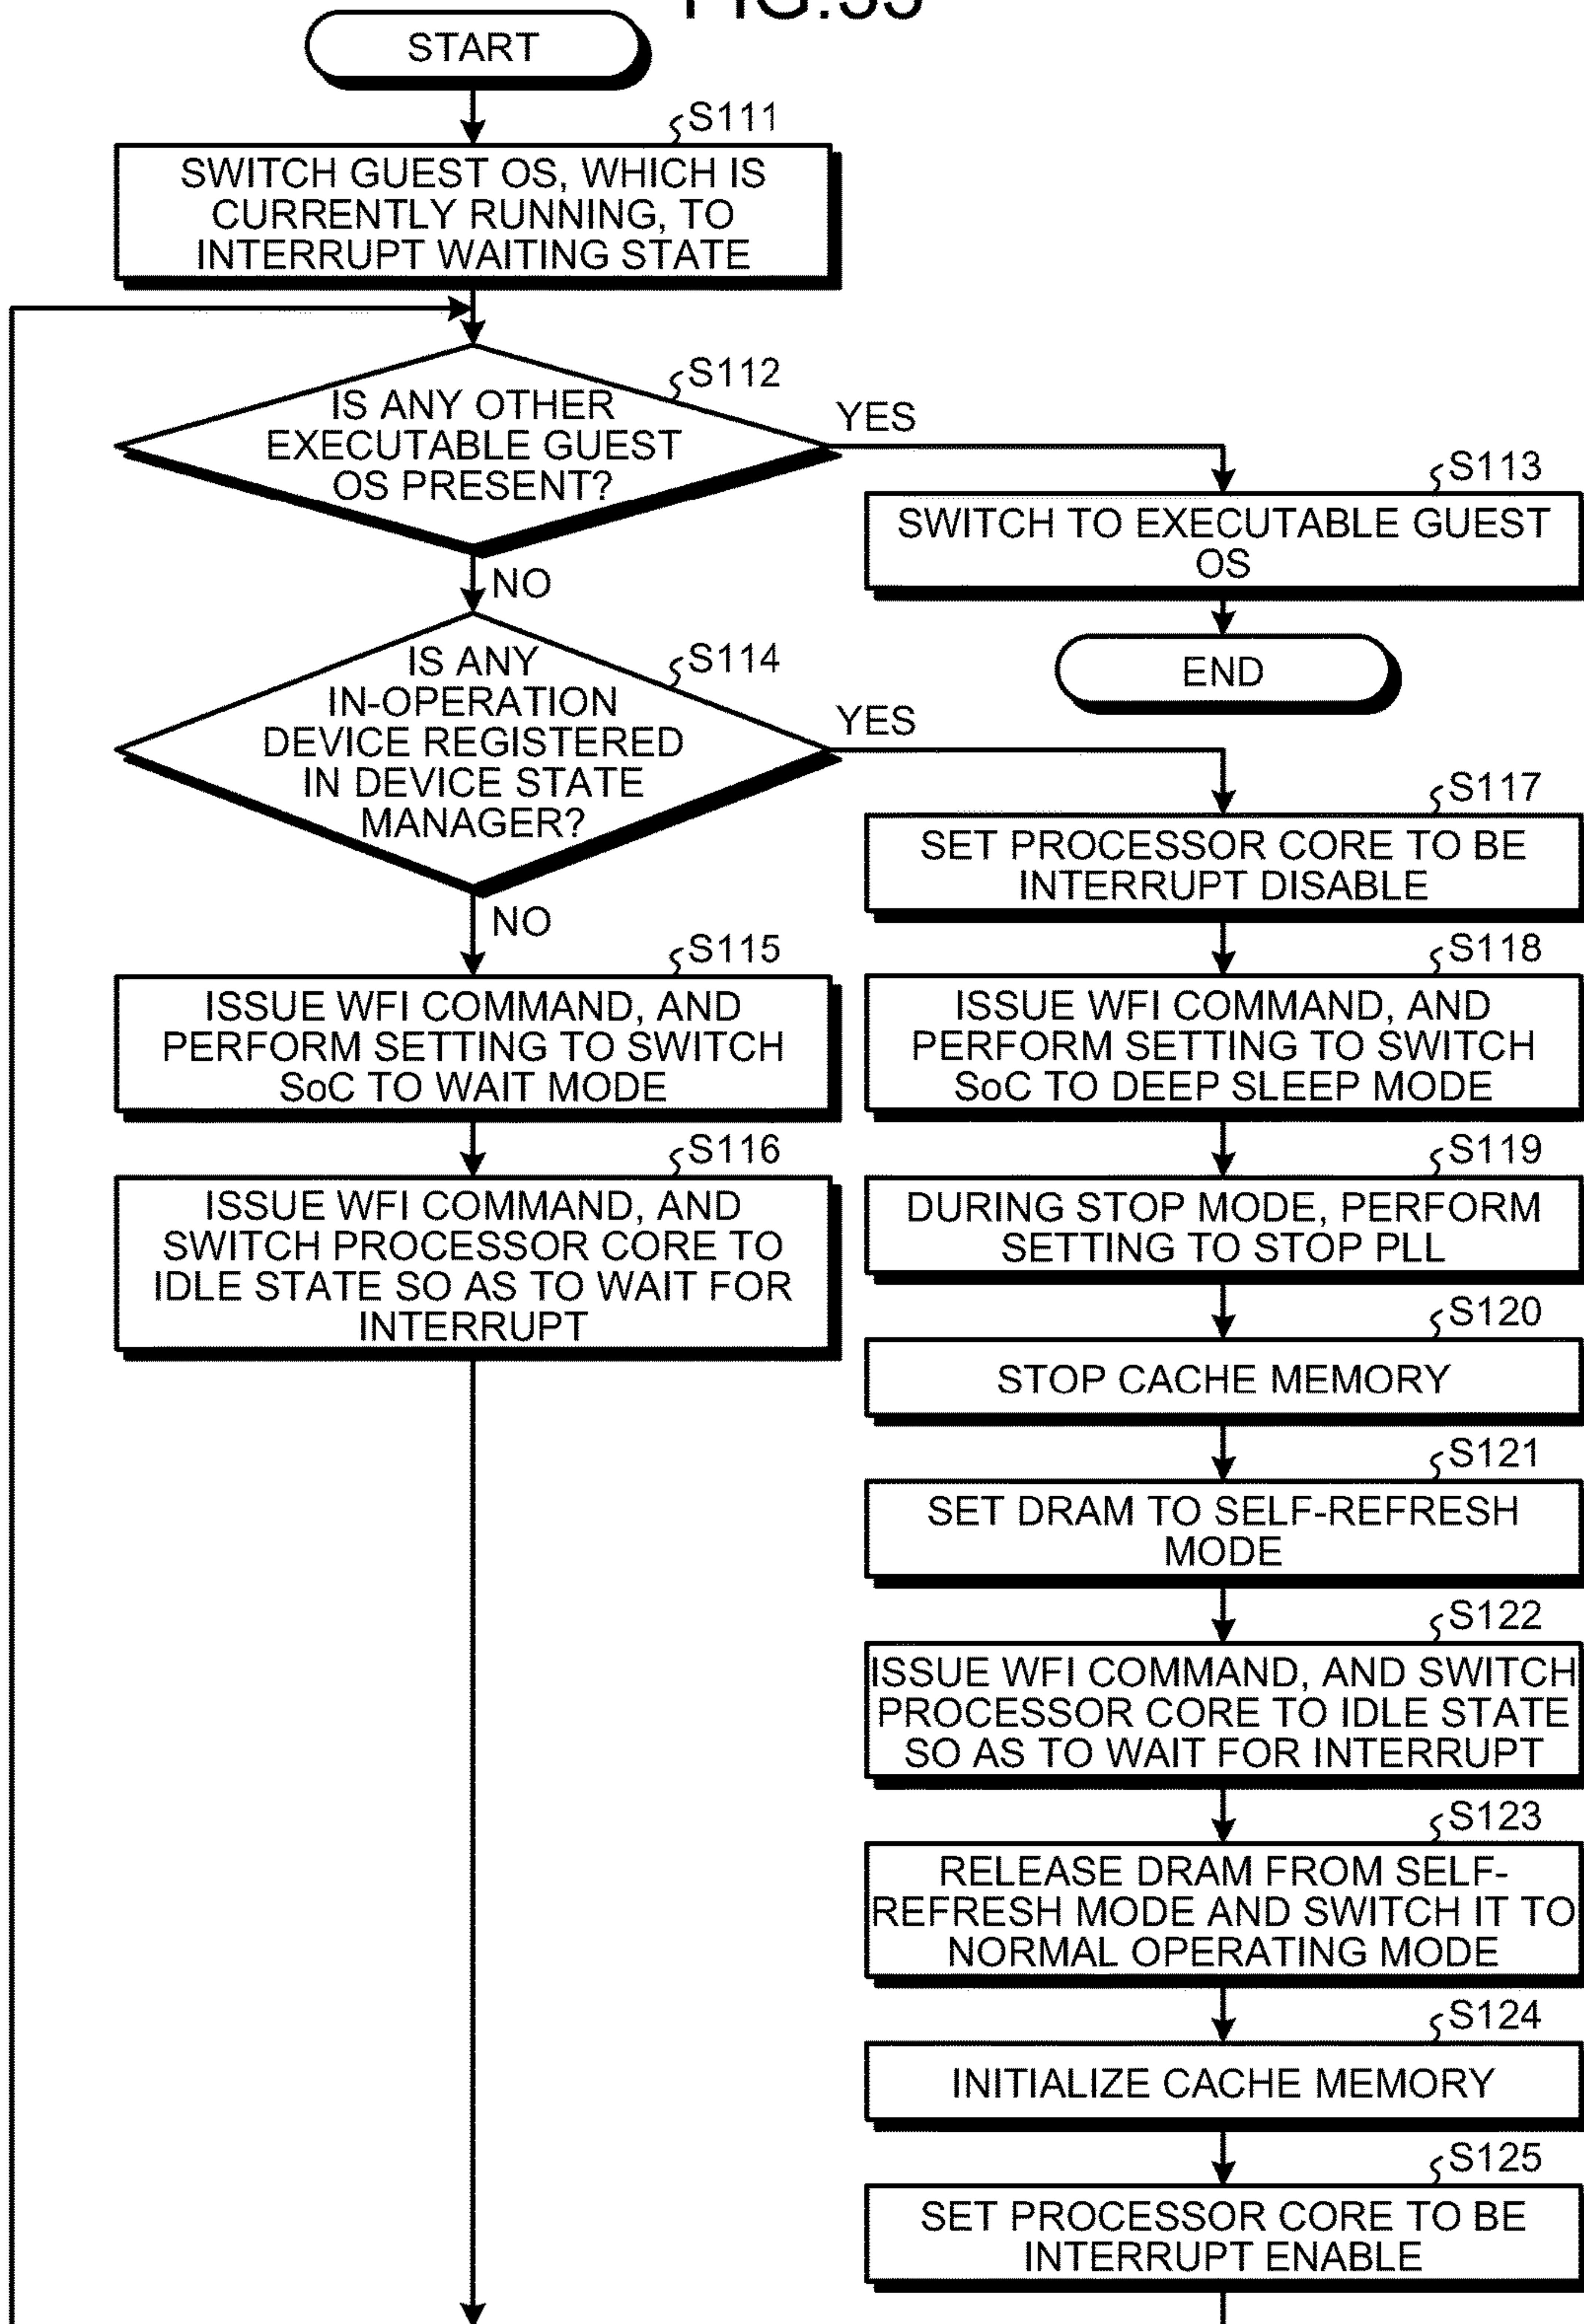 FIG.35
START
S111
SWITCH GUEST OS, WHICH IS
CURRENTLY RUNNING, TO
INTERRUPT WAITING STATE
S112
IS ANY OTHER
EXECUTABLE GUEST
OS PRESENT?
YES
S113
SWITCH TO EXECUTABLE GUEST
OS
END
NO
S114
IS ANY
IN-OPERATION
DEVICE REGISTERED
IN DEVICE STATE
MANAGER?
YES
NO
S115
ISSUE WFI COMMAND, AND
PERFORM SETTING TO SWITCH
SoC TO WAIT MODE
S116
ISSUE WFI COMMAND, AND
SWITCH PROCESSOR CORE TO
IDLE STATE SO AS TO WAIT FOR
INTERRUPT
S117
SET PROCESSOR CORE TO BE
INTERRUPT DISABLE
S118
ISSUE WFI COMMAND, AND
PERFORM SETTING TO SWITCH
SoC TO DEEP SLEEP MODE
S119
DURING STOP MODE, PERFORM
SETTING TO STOP PLL
S120
STOP CACHE MEMORY
S121
SET DRAM TO SELF-REFRESH
MODE
S122
ISSUE WFI COMMAND, AND SWITCH
PROCESSOR CORE TO IDLE STATE
SO AS TO WAIT FOR INTERRUPT
S123
RELEASE DRAM FROM SELF-
REFRESH MODE AND SWITCH IT TO
NORMAL OPERATING MODE
S124
INITIALIZE CACHE MEMORY
S125
SET PROCESSOR CORE TO BE
INTERRUPT ENABLE